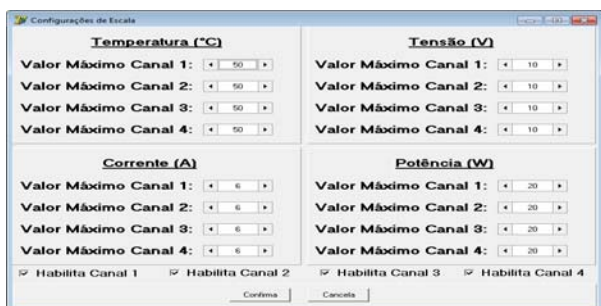 Configurações de Escala
Temperatura (°C)
Valor Máximo Canal 1: 50
Valor Máximo Canal 2: 50
Valor Máximo Canal 3: 50
Valor Máximo Canal 4: 50
Tensão (V)
Valor Máximo Canal 1: 10
Valor Máximo Canal 2: 10
Valor Máximo Canal 3: 10
Valor Máximo Canal 4: 10
Corrente (A)
Valor Máximo Canal 1: 6
Valor Máximo Canal 2: 6
Valor Máximo Canal 3: 6
Valor Máximo Canal 4: 6
Potência (W)
Valor Máximo Canal 1: 20
Valor Máximo Canal 2: 20
Valor Máximo Canal 3: 20
Valor Máximo Canal 4: 20
Habilita Canal 1 Habilita Canal 2 Habilita Canal 3 Habilita Canal 4
Confirma Cancela